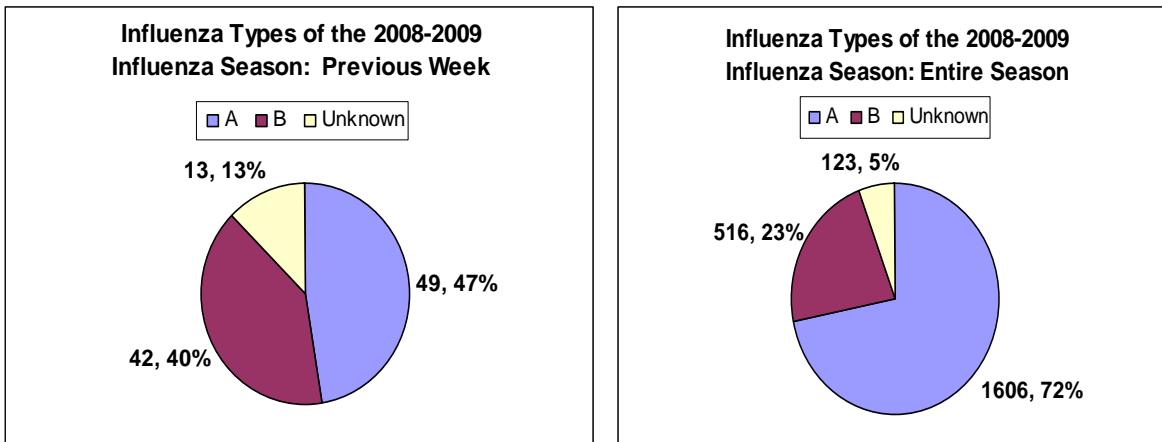 Influenza Types of the 2008-2009
Influenza Season:  Previous Week
A B Unknown
13, 13%
49, 47%
42, 40%
Influenza Types of the 2008-2009
Influenza Season: Entire Season
A B Unknown
123, 5%
516, 23%
1606, 72%